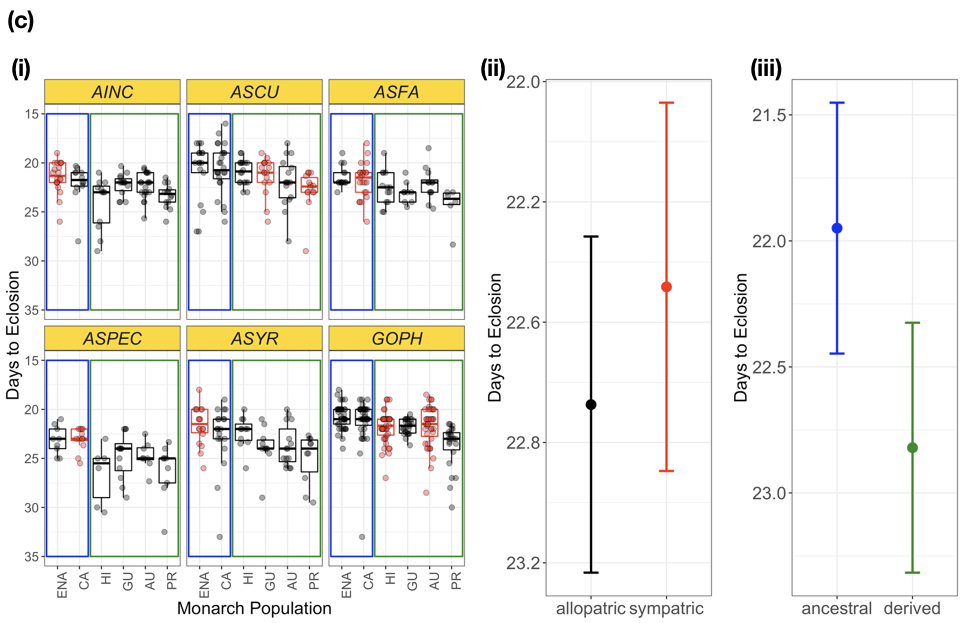 (c)
(i)
AINC ASCU ASFA
15
20
25
30
35
ASPEC ASYR GOPH
15
20
25
30
35
Days to Eclosion
ENA CA HI GU AU PR ENA CA HI GU AU PR ENA CA HI GU AU PR
Monarch Population
(ii)
22.0
22.2
22.6
22.8
23.2
Days to Eclosion
allopatric sympatric
(iii)
21.5
22.0
22.5
23.0
Days to Eclosion
ancestral derived